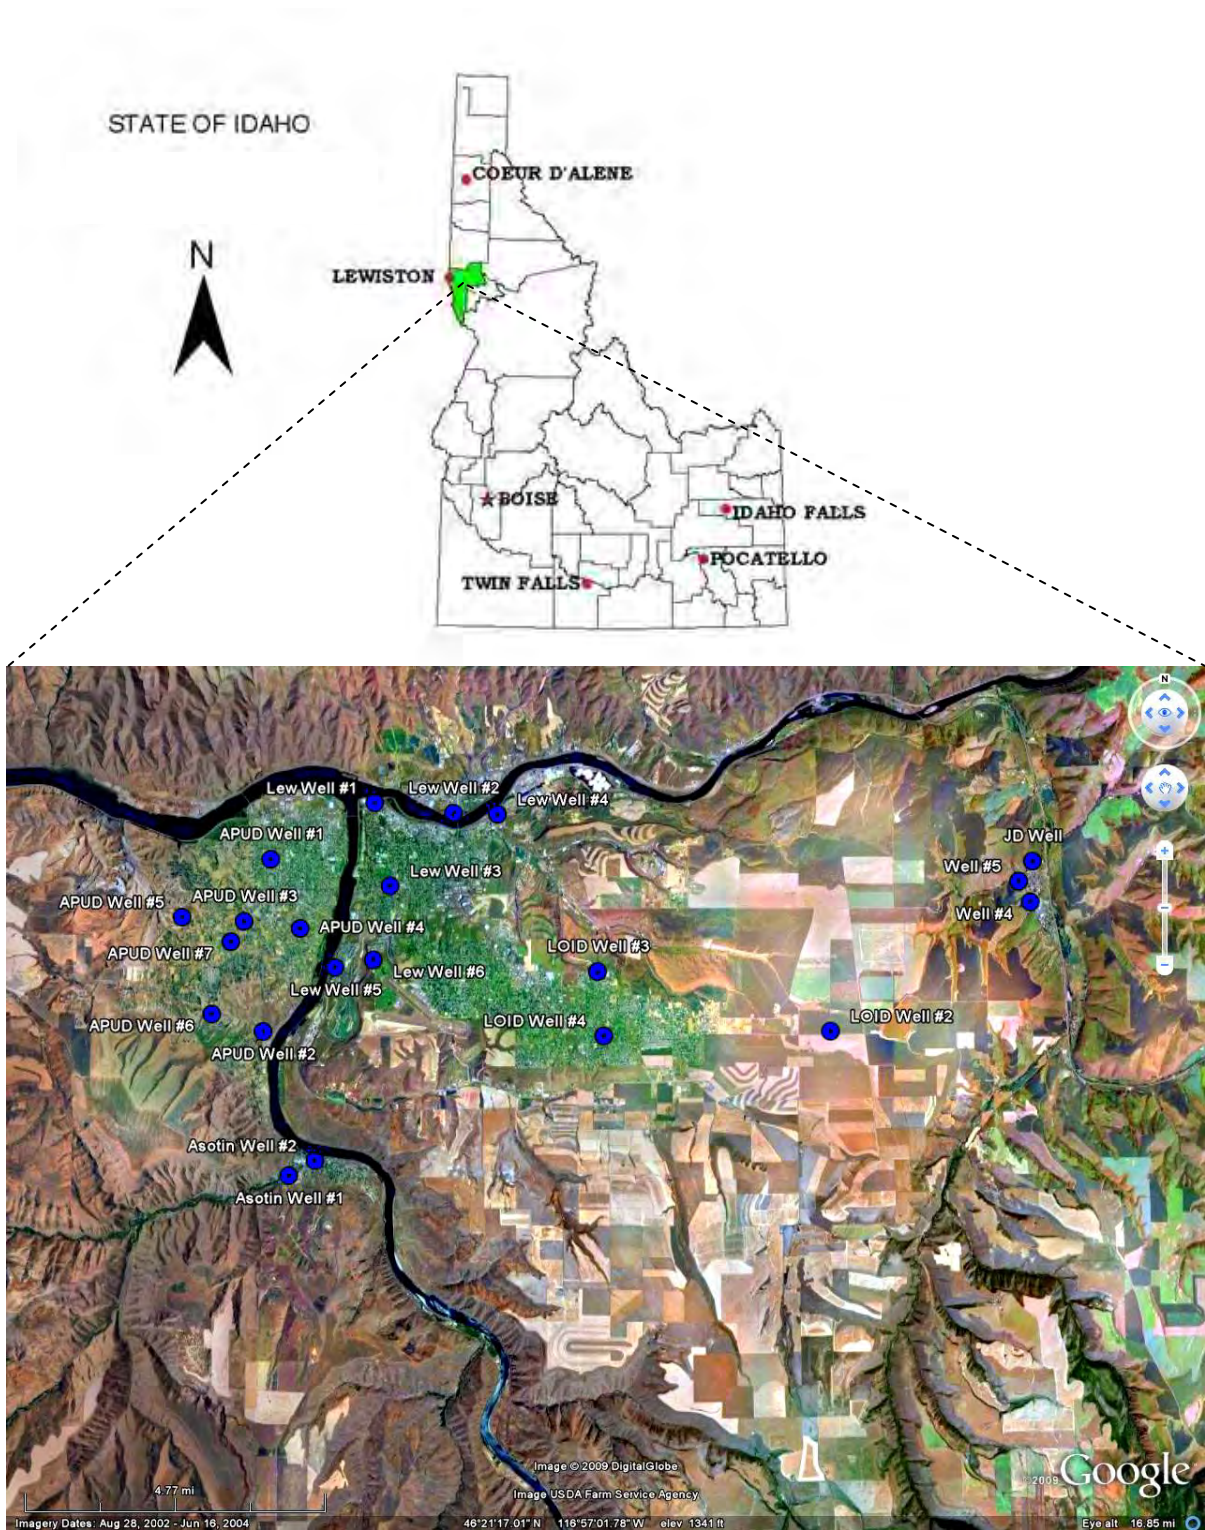 STATE OF IDAHO
COEUR D'ALENE
N
LEWISTON
BOISE
IDAHO FALLS
POCATELLO
TWIN FALLS
N
Lew Well #1
Lew Well #2
Lew Well #4
APUD Well #1
JD Well
Lew Well #3
Well #5
APUD Well #3
APUD Well #5
Well #4
APUD Well #4
APUD Well #7
LOID Well #3
Lew Well #6
Lew Well #5
LOID Well #2
LOID Well #4
APUD Well #6
APUD Well #2
Asotin Well #2
Asotin Well #1
Image © 2009 DigitalGlobe
©2009 Google
4.77 mi
Image USDA Farm Service Agency
Imagery Dates: Aug 28, 2002 - Jun 16, 2004 46°21'17.01" N 116°57'01.78" W elev 1341 ft Eye alt 16.85 mi